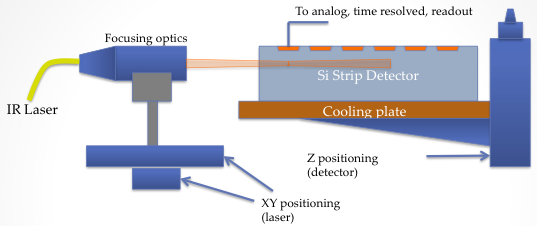 To analog, time resolved, readout
Focusing optics
Si Strip Detector
IR Laser
Cooling plate
Z positioning
(detector)
XY positioning
(laser)